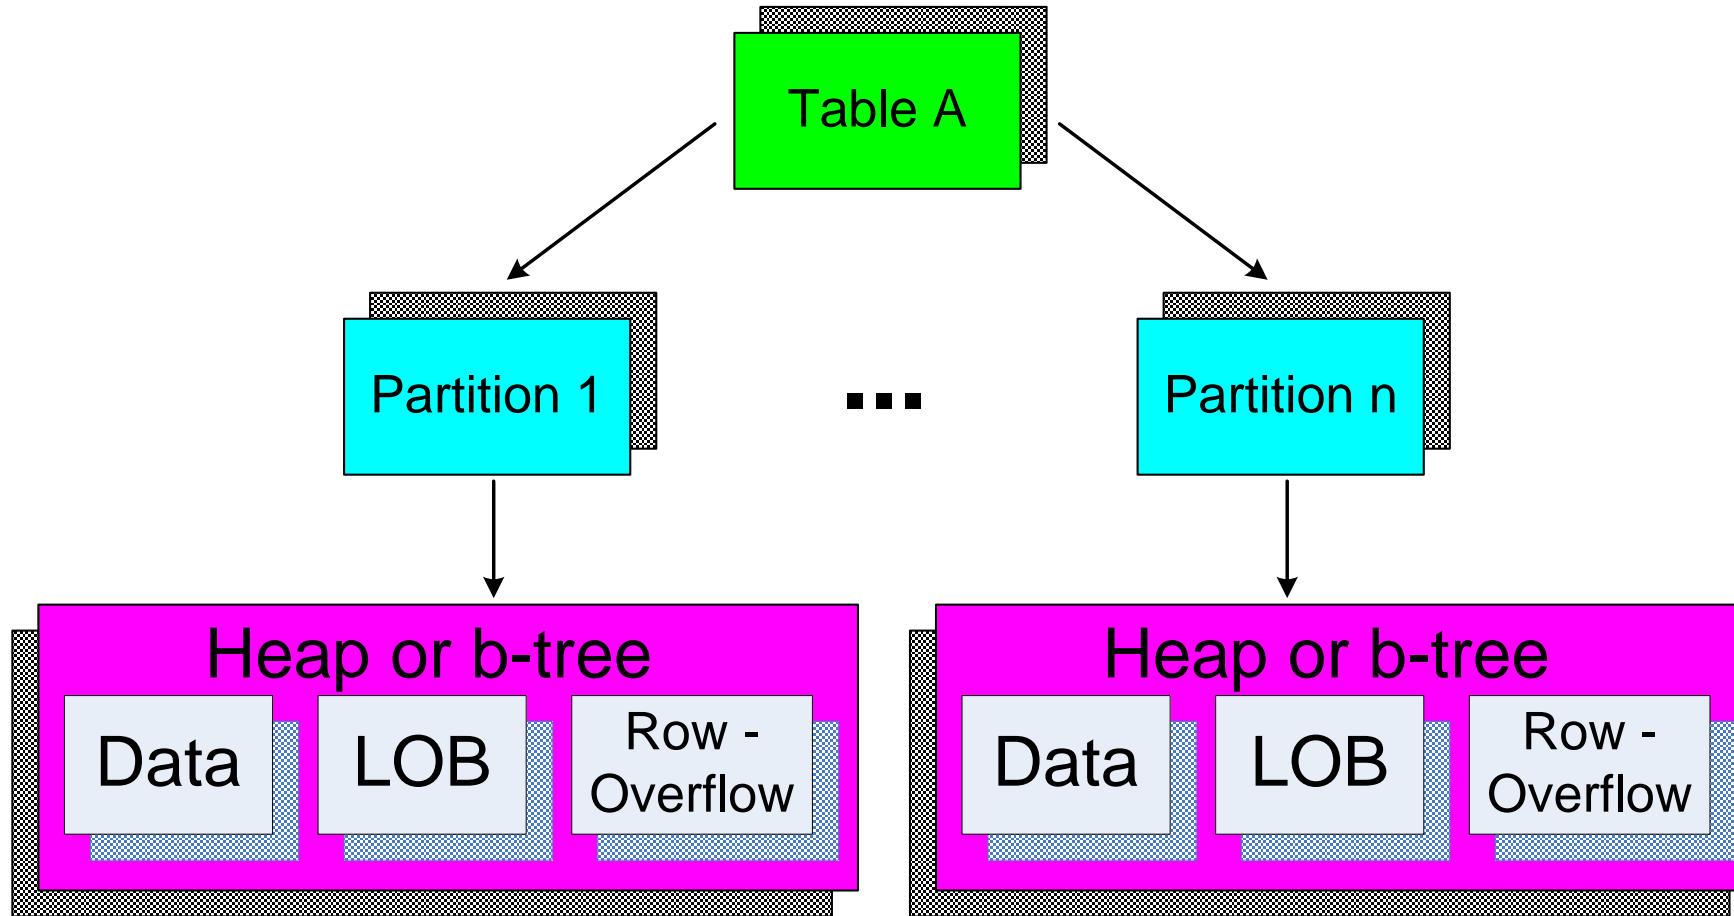 Table A
Partition 1
...
Partition n
Heap or b-tree
Data
LOB
Row -
Overflow
Heap or b-tree
Data
LOB
Row -
Overflow